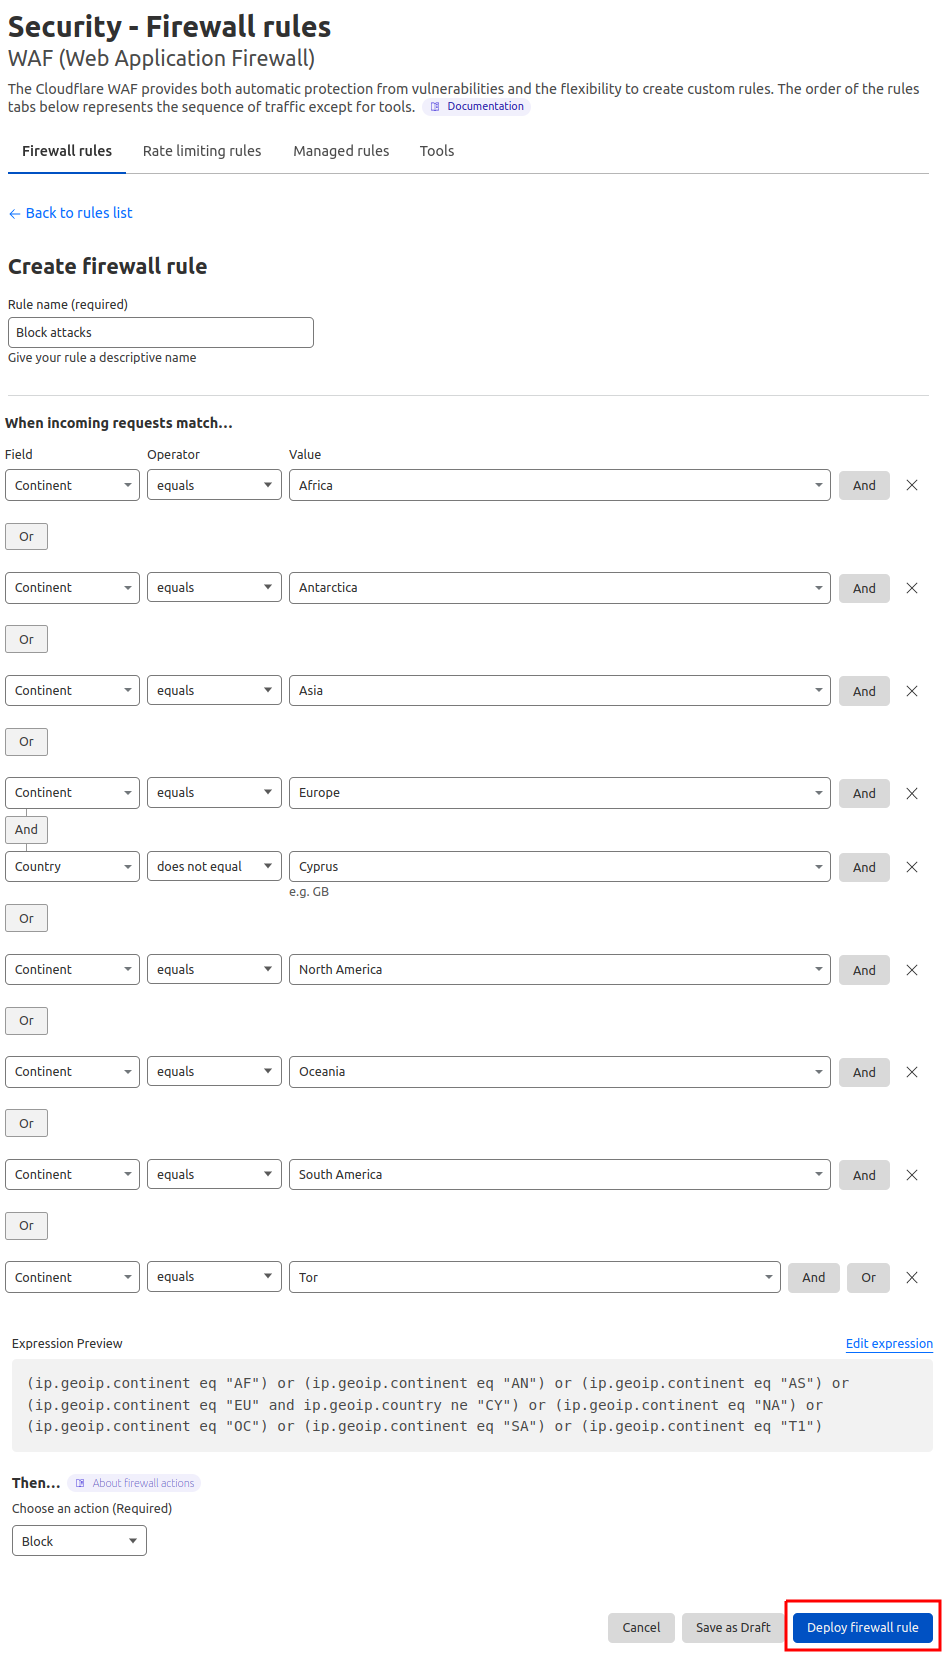 Security - Firewall rules
WAF (Web Application Firewall)
The Cloudflare WAF provides both automatic protection from vulnerabilities and the flexibility to create custom rules. The order of the rules
tabs below represents the sequence of traffic except for tools. Documentation
Firewall rules Rate limiting rules Managed rules Tools
← Back to rules list
Create firewall rule
Rule name (required)
Block attacks
Give your rule a descriptive name
When incoming requests match...
Field Operator Value
Continent equals Africa And
Or
Continent equals Antarctica And
Or
Continent equals Asia And
Or
Continent equals Europe And
And
Country does not equal Cyprus And
e.g. GB
Or
Continent equals North America And
Or
Continent equals Oceania And
Or
Continent equals South America And
Or
Continent equals Tor And Or
Expression Preview Edit expression
(ip.geoip.continent eq "AF") or (ip.geoip.continent eq "AN") or (ip.geoip.continent eq "AS") or
(ip.geoip.continent eq "EU" and ip.geoip.country ne "CY") or (ip.geoip.continent eq "NA") or
(ip.geoip.continent eq "OC") or (ip.geoip.continent eq "SA") or (ip.geoip.continent eq "T1")
Then... About firewall actions
Choose an action (Required)
Block
Cancel Save as Draft Deploy firewall rule